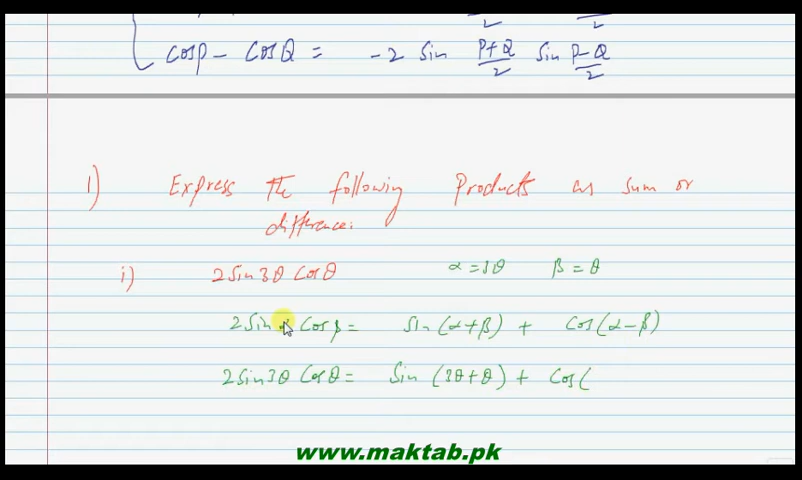 cosP - cosQ = -2 sin P+Q/2 sin P-Q/2
1) Express the following Products as sum or
difference:
i) 2Sin3θ Cosθ α=3θ β=θ
2Sin α Cosβ = Sin(α+β) + Cos(α-β)
2Sin3θ Cosθ = Sin (3θ+θ) + Cos(
www.maktab.pk